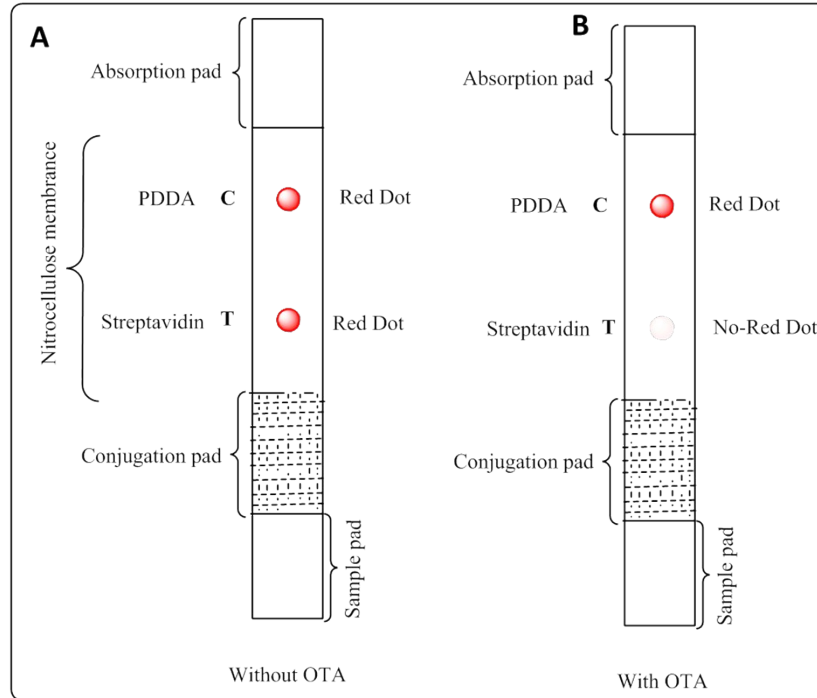 A
Absorption pad
Nitrocellulose membrance
PDDA C Red Dot
Streptavidin T Red Dot
Conjugation pad
Sample pad
Without OTA
B
Absorption pad
PDDA C Red Dot
Streptavidin T No-Red Dot
Conjugation pad
Sample pad
With OTA